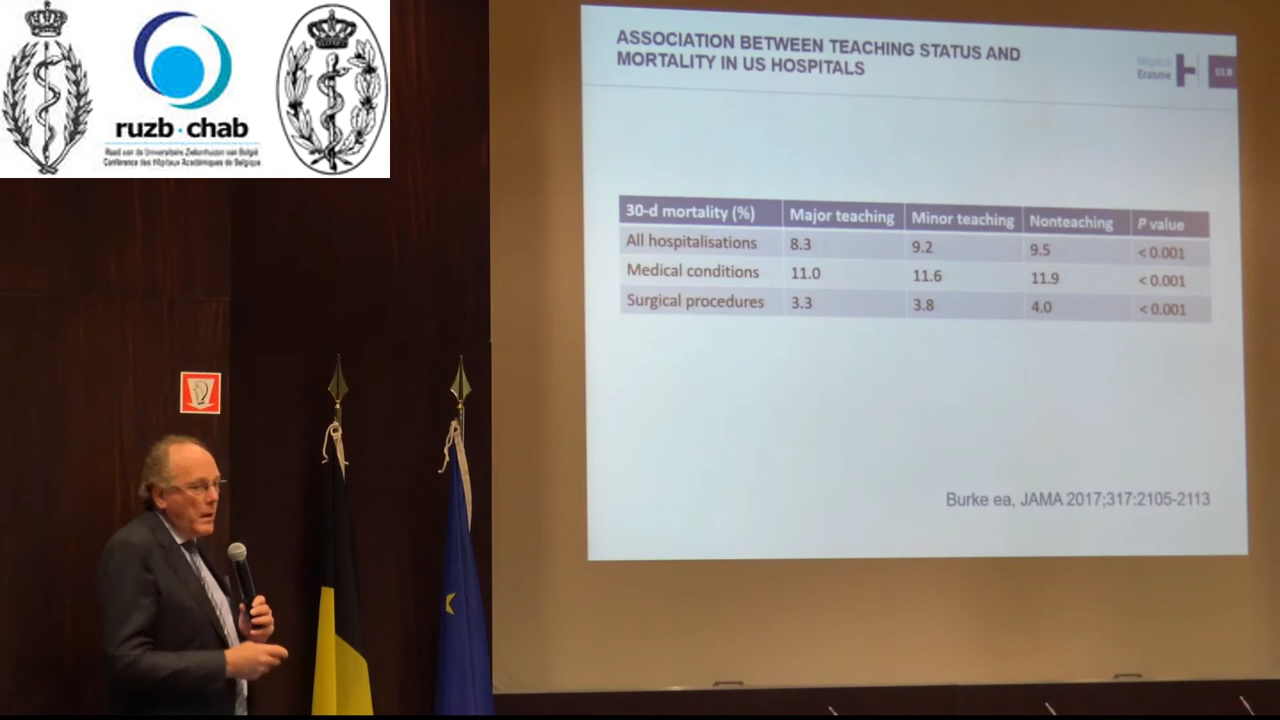 ruzb·chab
Raad van de Universitaire Ziekenhuizen van België
Conférence des Hôpitaux Académiques de Belgique
ASSOCIATION BETWEEN TEACHING STATUS AND
MORTALITY IN US HOSPITALS
Hôpital
Erasme
ULB
30-d mortality (%) Major teaching Minor teaching Nonteaching P value
All hospitalisations 8.3 9.2 9.5 < 0.001
Medical conditions 11.0 11.6 11.9 < 0.001
Surgical procedures 3.3 3.8 4.0 < 0.001
Burke ea, JAMA 2017;317:2105-2113